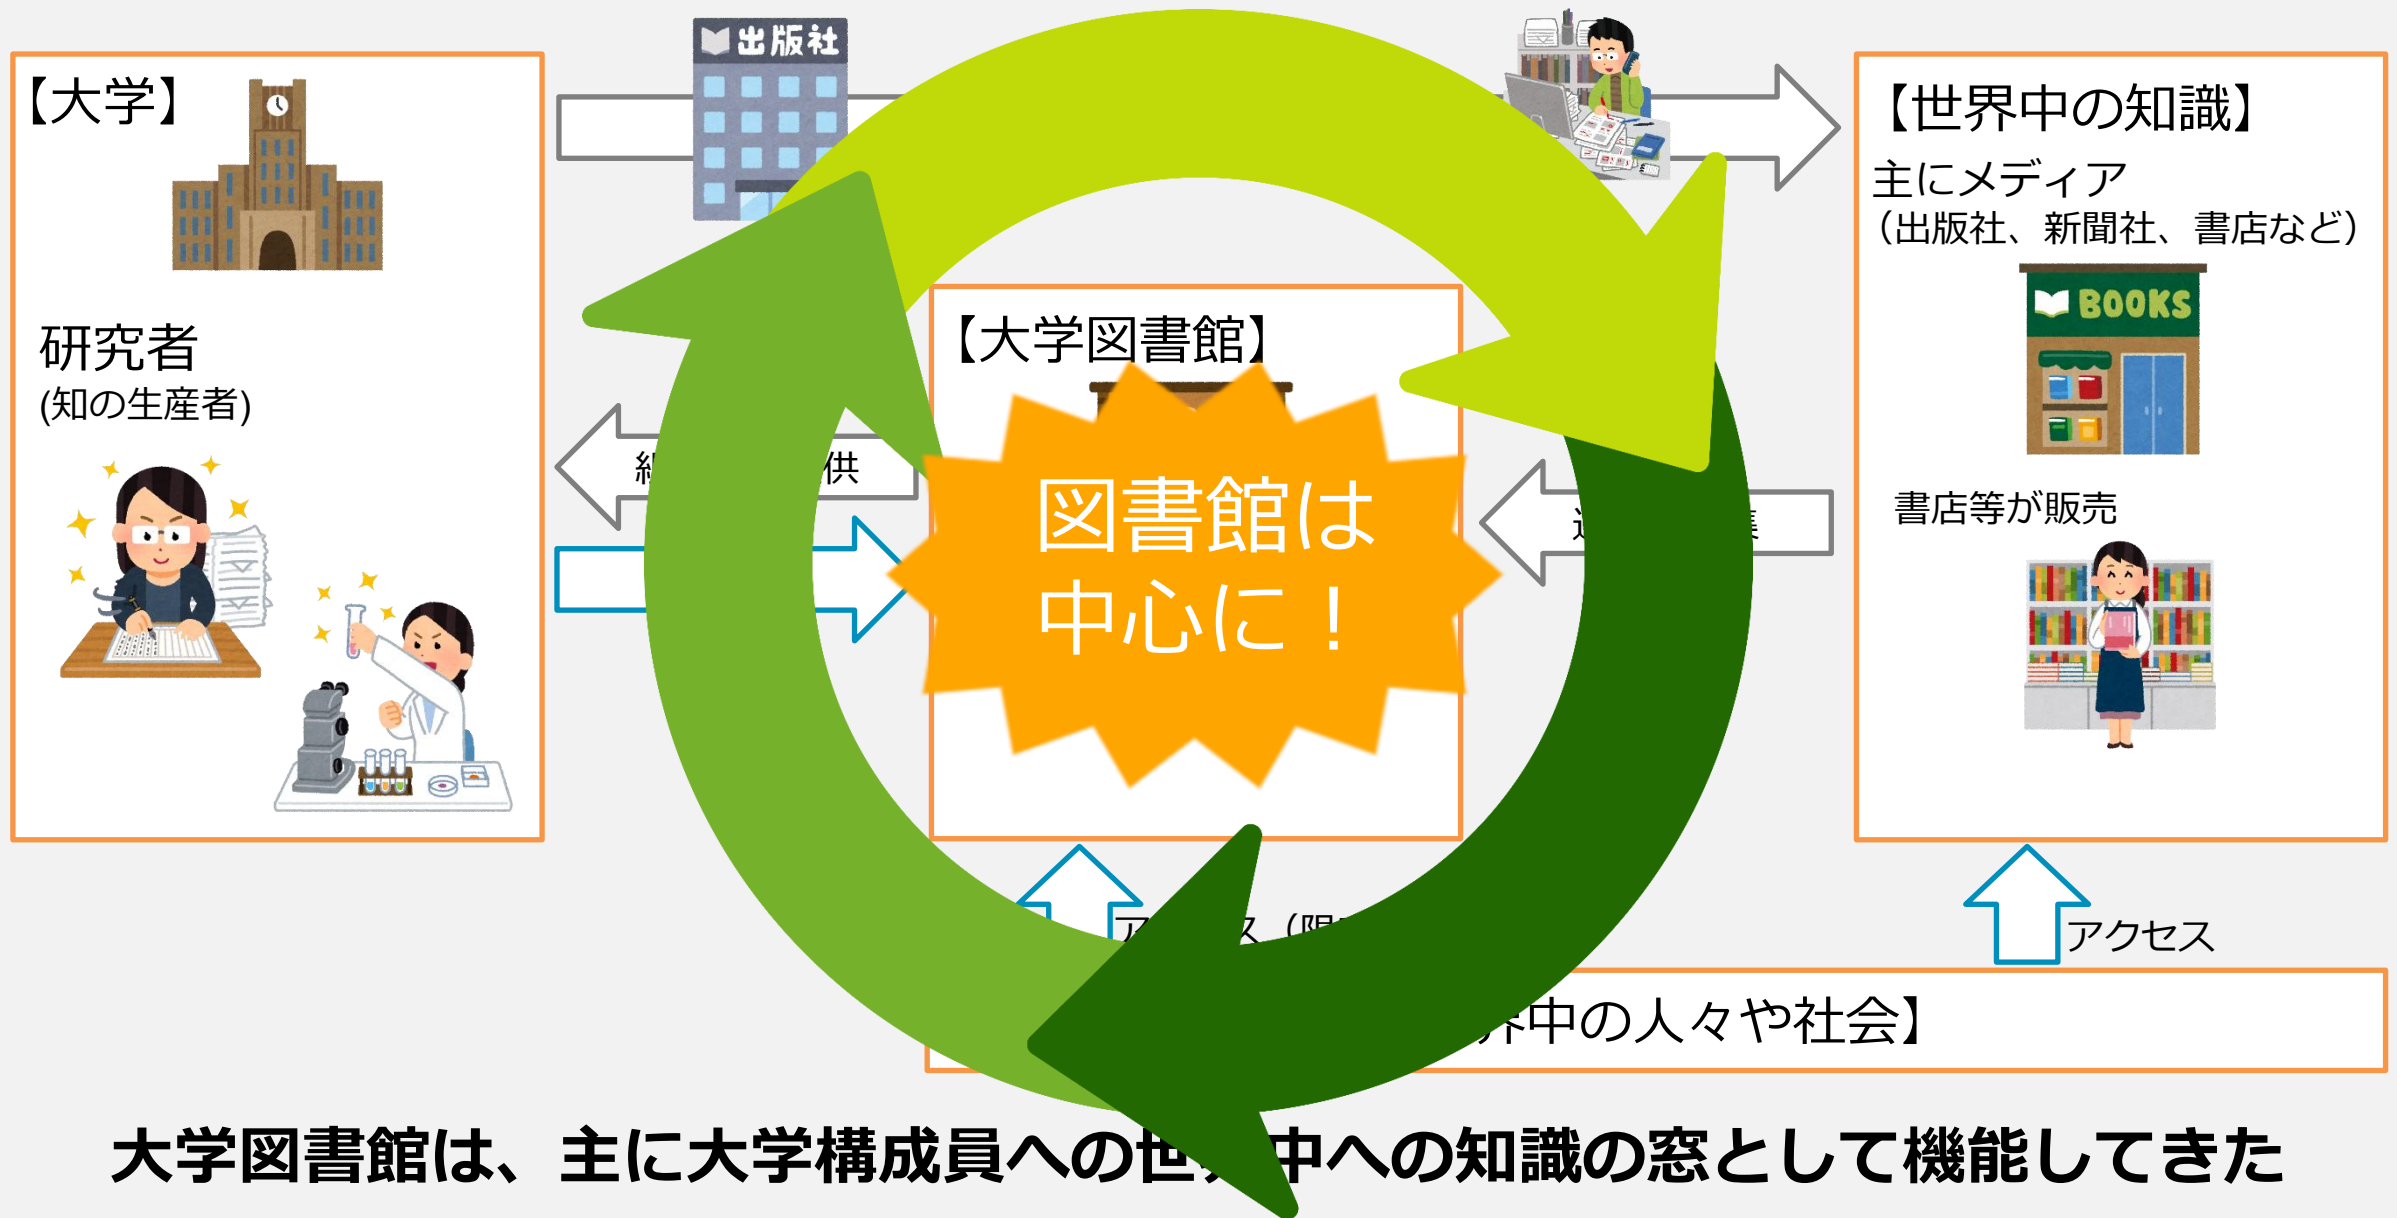 出版社
【大学】
研究者
(知の生産者)
【大学図書館】
図書館は
中心に！
供
【世界中の知識】
主にメディア
（出版社、新聞社、書店など）
BOOKS
書店等が販売
アクセス
中の人々や社会】
大学図書館は、主に大学構成員への世界中への知識の窓として機能してきた